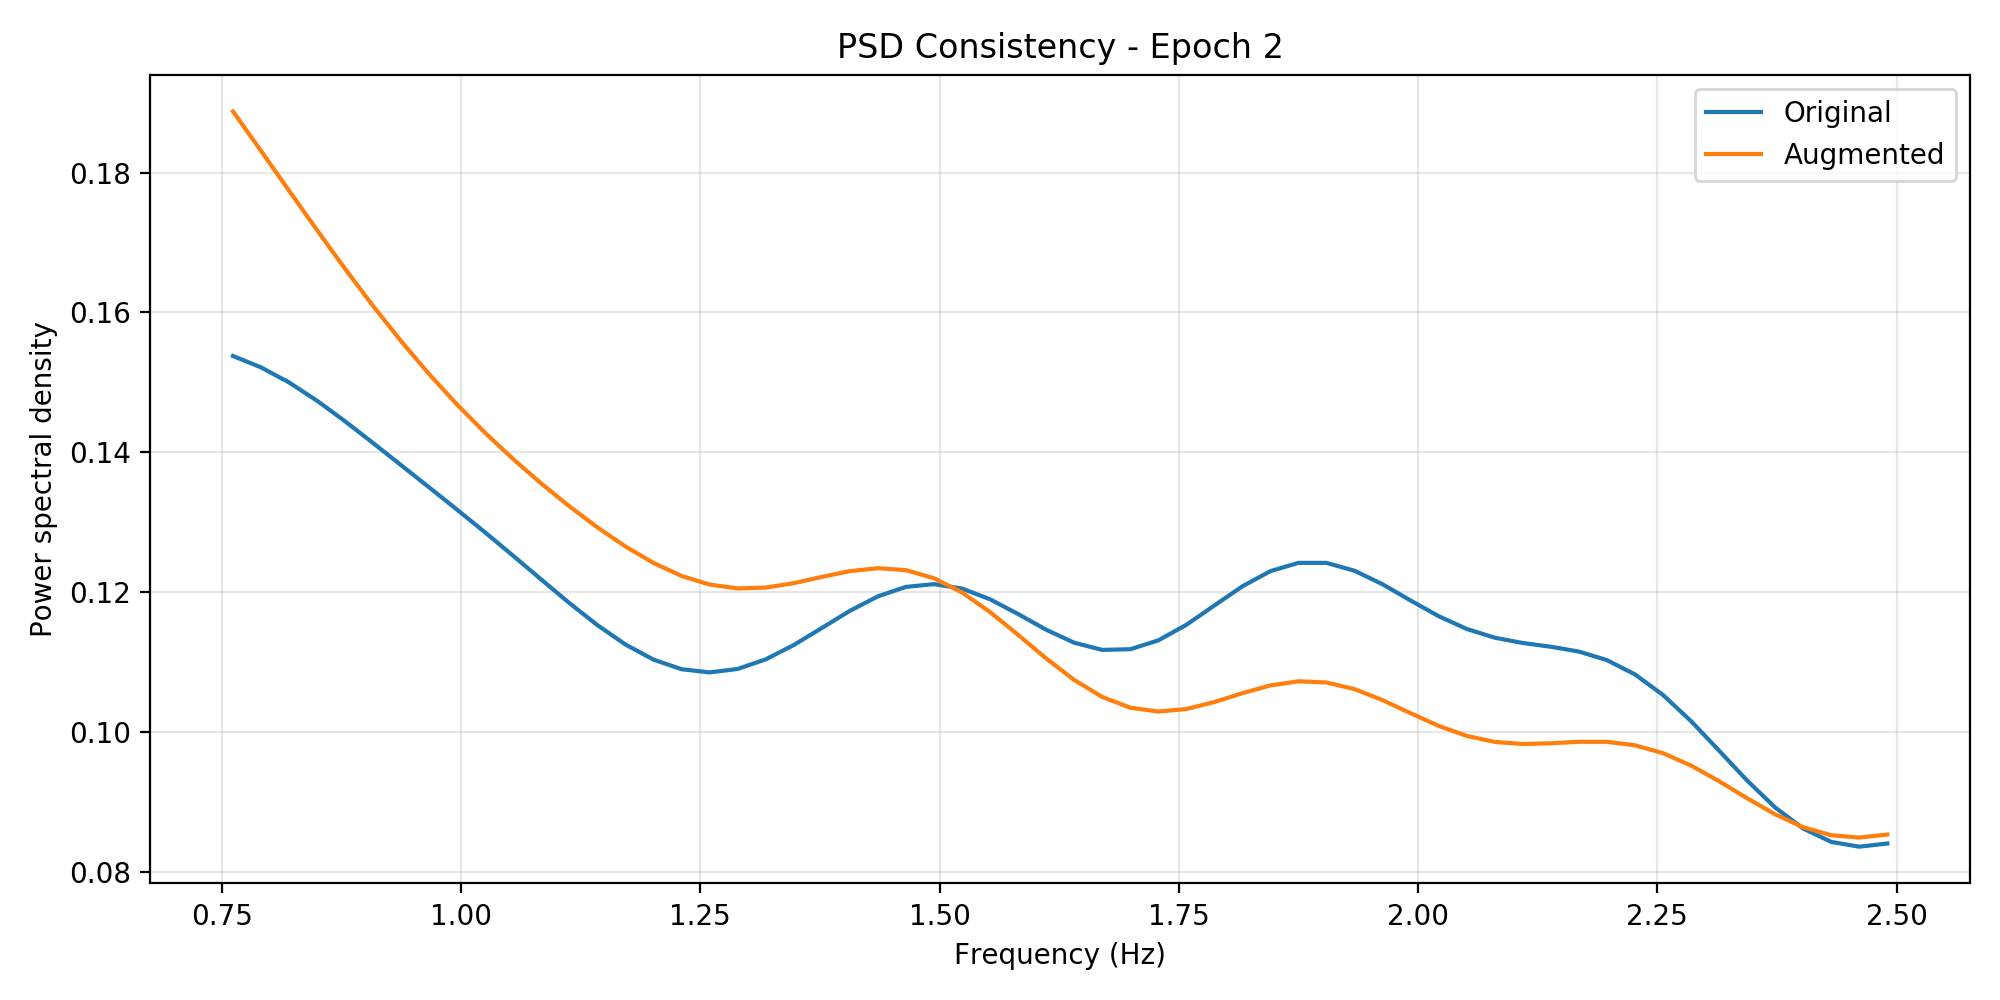 PSD Consistency - Epoch 2
Original
Augmented
Power spectral density
0.18
0.16
0.14
0.12
0.10
0.08
0.75 1.00 1.25 1.50 1.75 2.00 2.25 2.50
Frequency (Hz)